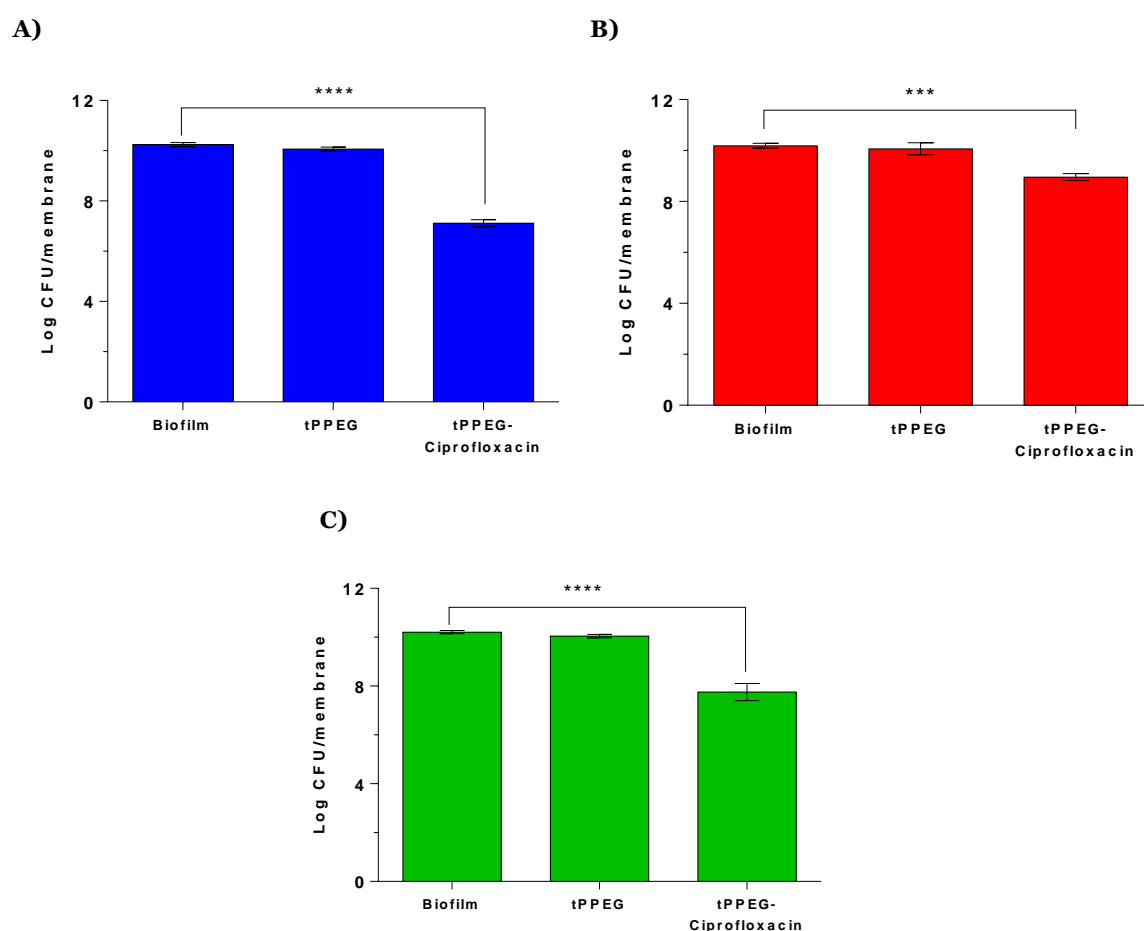 A)
B)
****
***
12
8
4
0
Log CFU/membrane
Biofilm
tPPEG
tPPEG-
Ciprofloxacin
12
8
4
0
Log CFU/membrane
Biofilm
tPPEG
tPPEG-
Ciprofloxacin
C)
****
12
8
4
0
Log CFU/membrane
Biofilm
tPPEG
tPPEG-
Ciprofloxacin